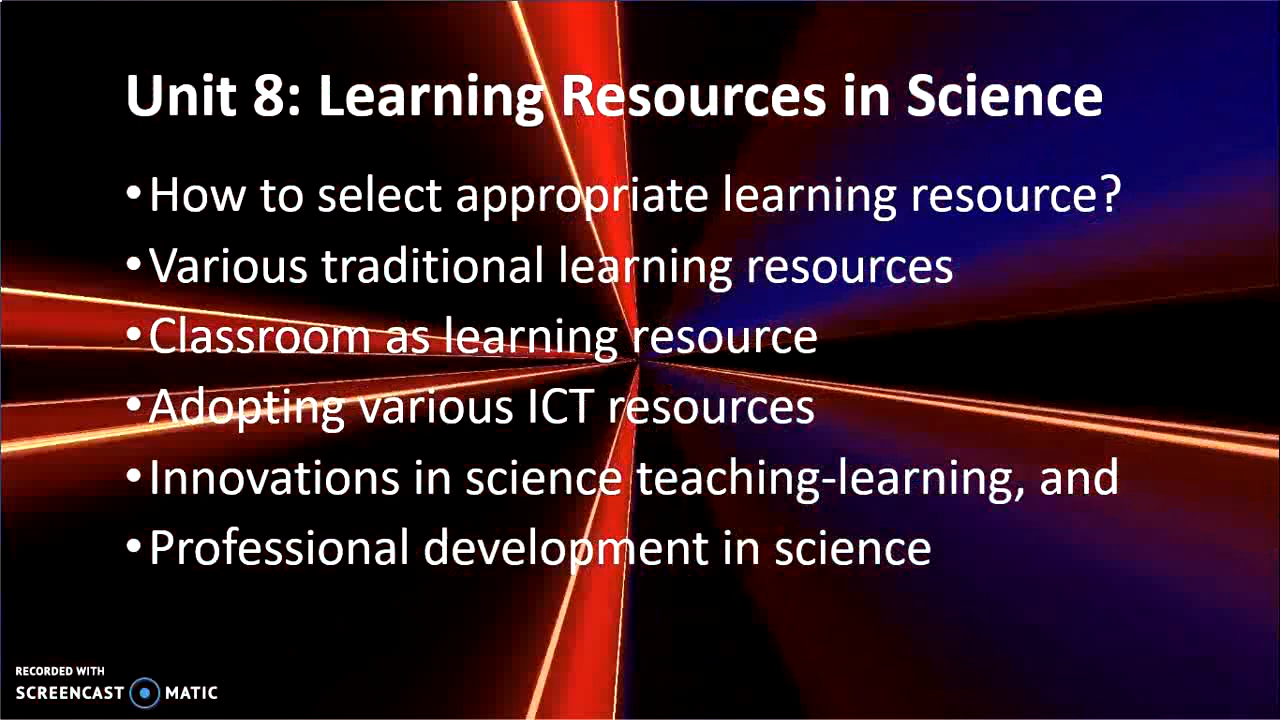 Unit 8: Learning Resources in Science
•How to select appropriate learning resource?
•Various traditional learning resources
•Classroom as learning resource
•Adopting various ICT resources
•Innovations in science teaching-learning, and
•Professional development in science
RECORDED WITH
SCREENCAST MATIC